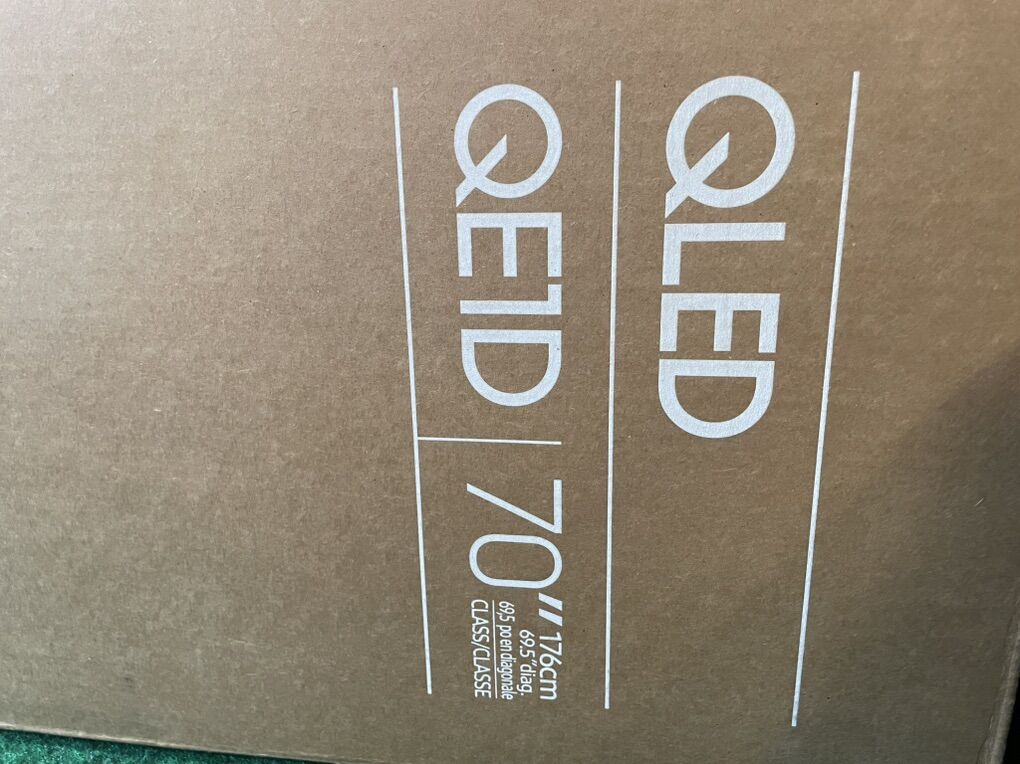 QLED
QE1D 70"
176cm
69.5"diag.
69,5 po en diagonale
CLASS/CLASSE